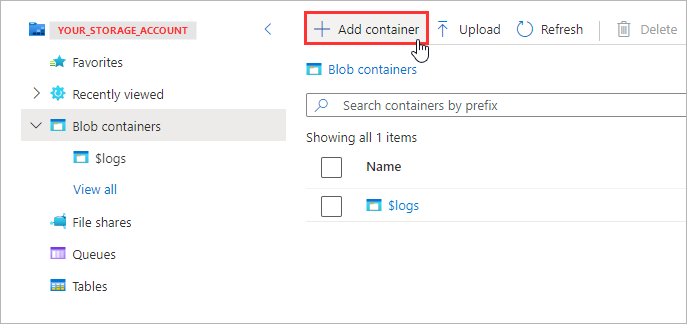 YOUR_STORAGE_ACCOUNT
Favorites
Recently viewed
Blob containers
$logs
View all
File shares
Queues
Tables
Add container
Upload
Refresh
Delete
Blob containers
Search containers by prefix
Showing all 1 items
Name
$logs